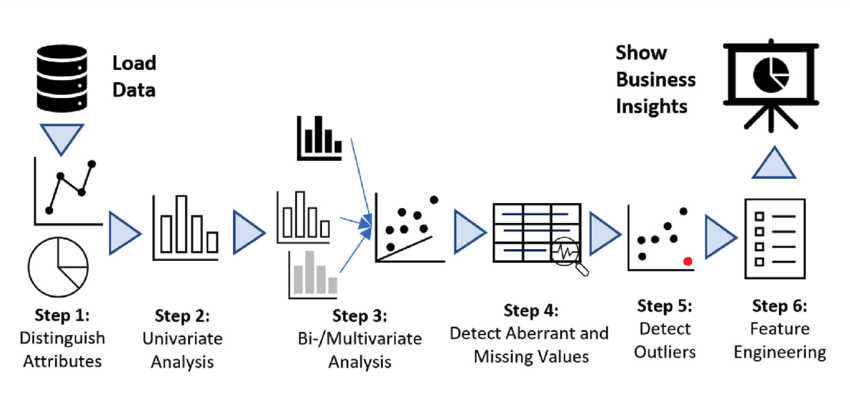 Load
Data
Show
Business
Insights
Step 1:
Distinguish
Attributes
Step 2:
Univariate
Analysis
Step 3:
Bi-/Multivariate
Analysis
Step 4:
Detect Aberrant and
Missing Values
Step 5:
Detect
Outliers
Step 6:
Feature
Engineering